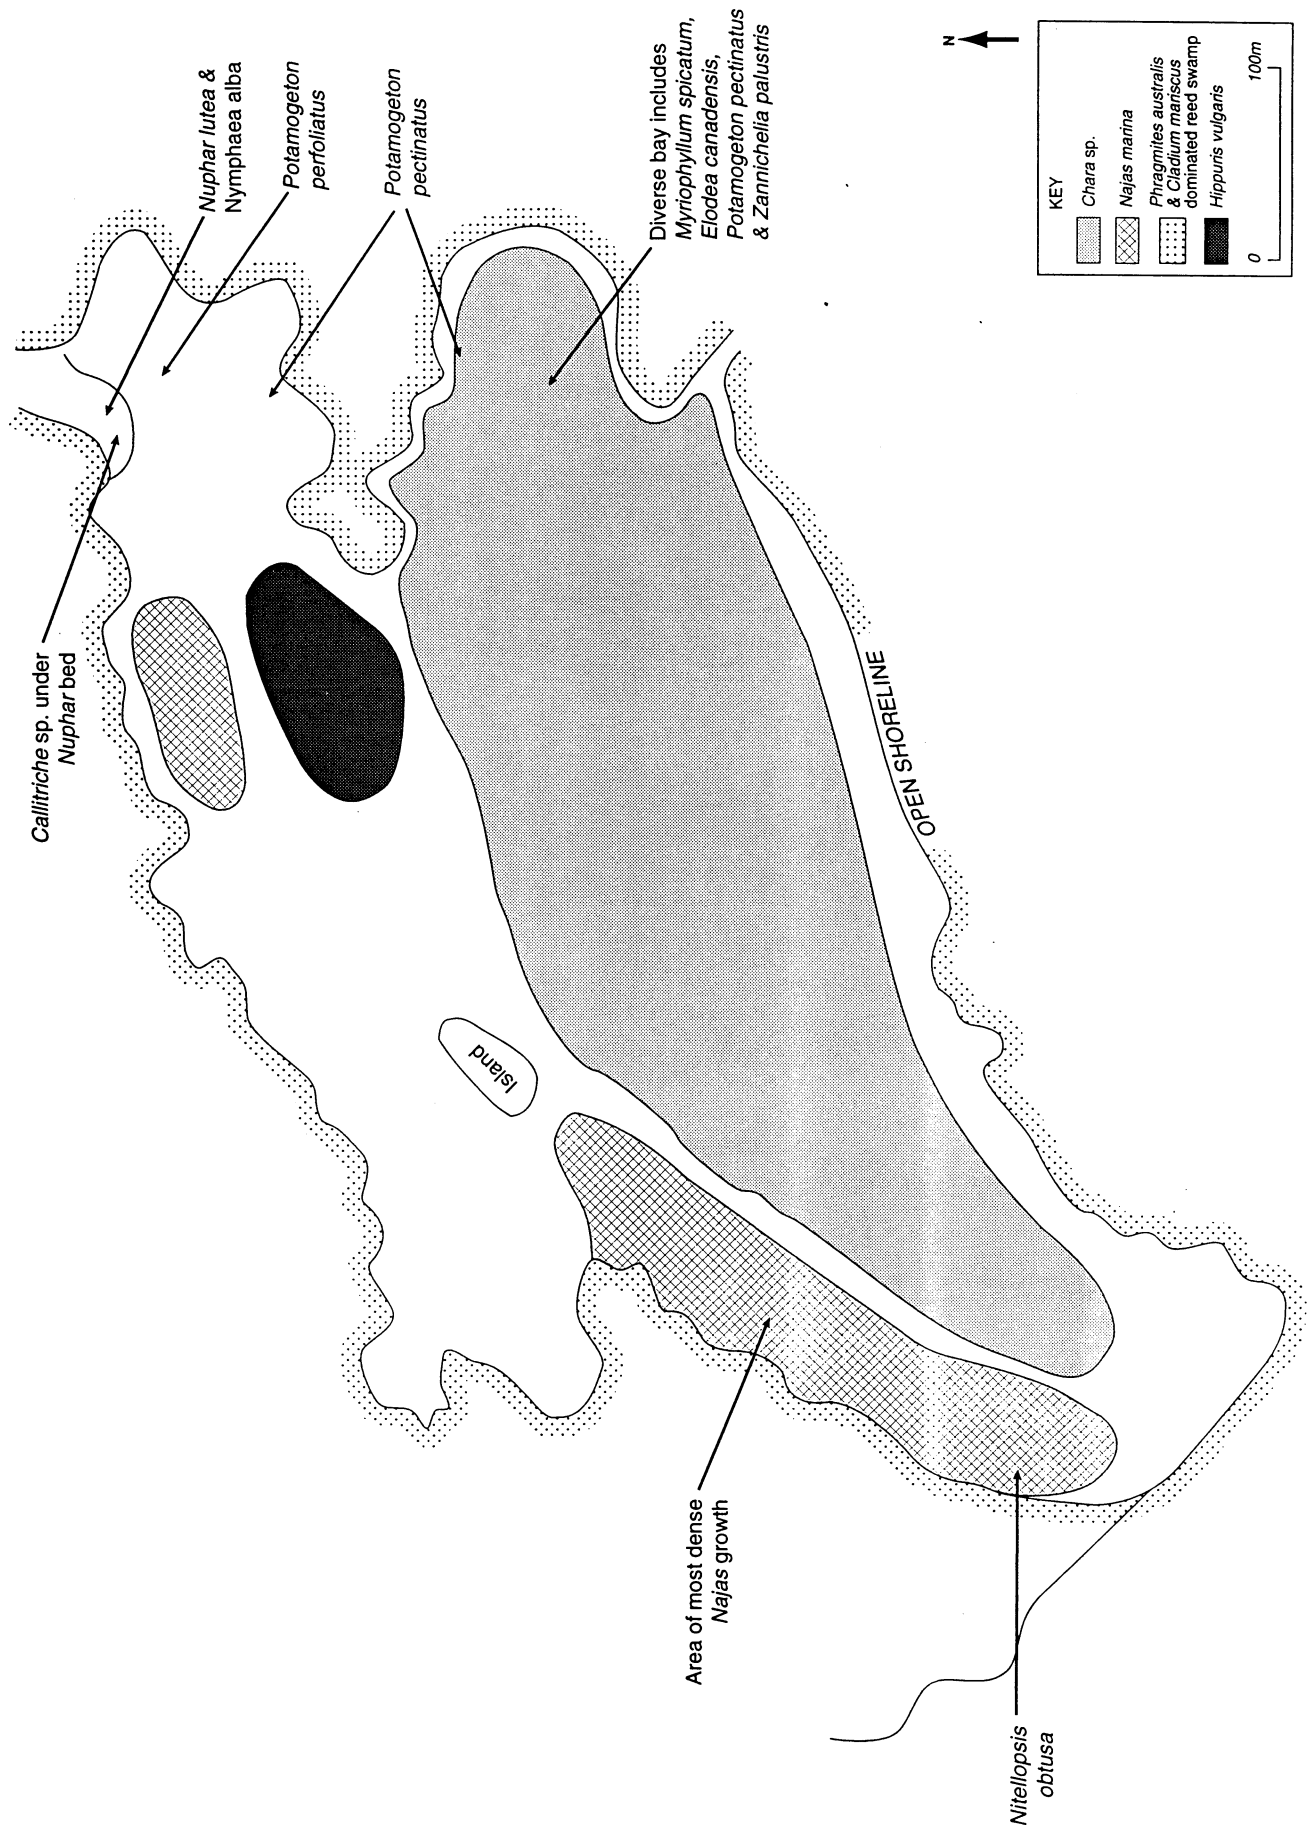 Callitriche sp. under
Nuphar bed
Nuphar lutea &
Nymphaea alba
Potamogeton
perfoliatus
Potamogeton
pectinatus
Diverse bay includes
Myriophyllum spicatum,
Elodea canadensis,
Potamogeton pectinatus
& Zannichelia palustris
Island
OPEN SHORELINE
Area of most dense
Najas growth
Nitellopsis
obtusa
N
KEY
Chara sp.
Najas marina
Phragmites australis
& Cladium mariscus
dominated reed swamp
Hippuris vulgaris
0
100m